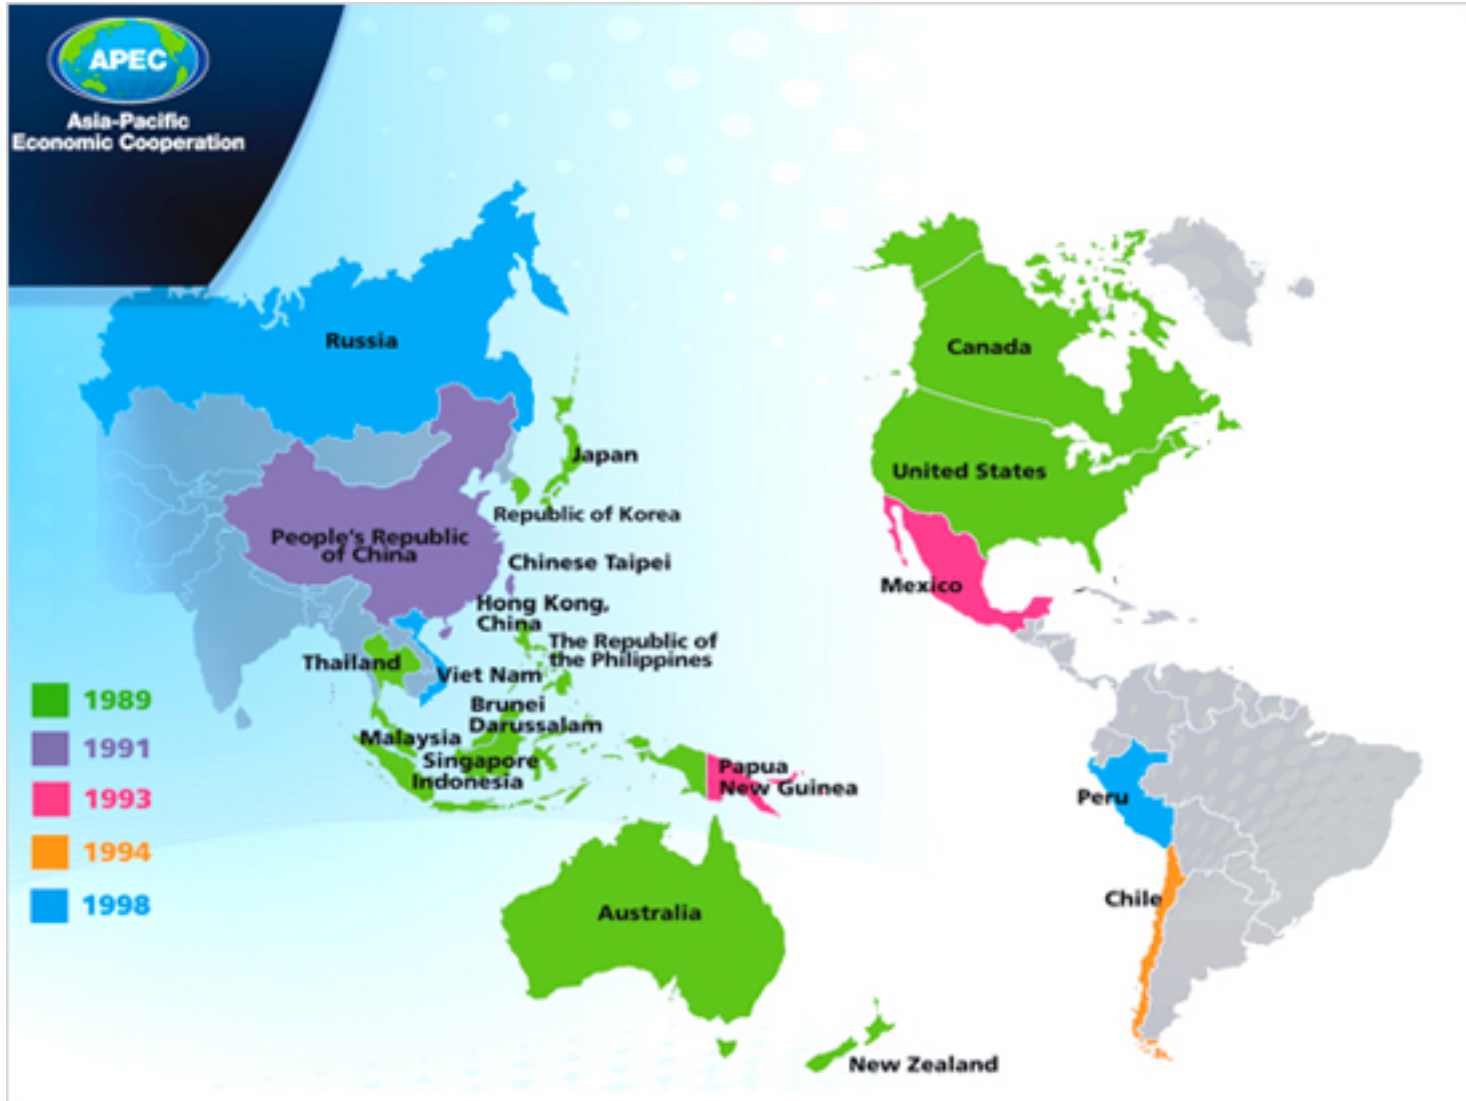 APEC
Asia-Pacific
Economic Cooperation
Russia
Canada
Japan
United States
Republic of Korea
People's Republic
of China
Chinese Taipei
Mexico
Hong Kong,
China
The Republic of
the Philippines
Thailand
Viet Nam
Brunei
Darussalam
Malaysia
Singapore
Indonesia
Papua
New Guinea
Peru
Chile
Australia
New Zealand
1989
1991
1993
1994
1998